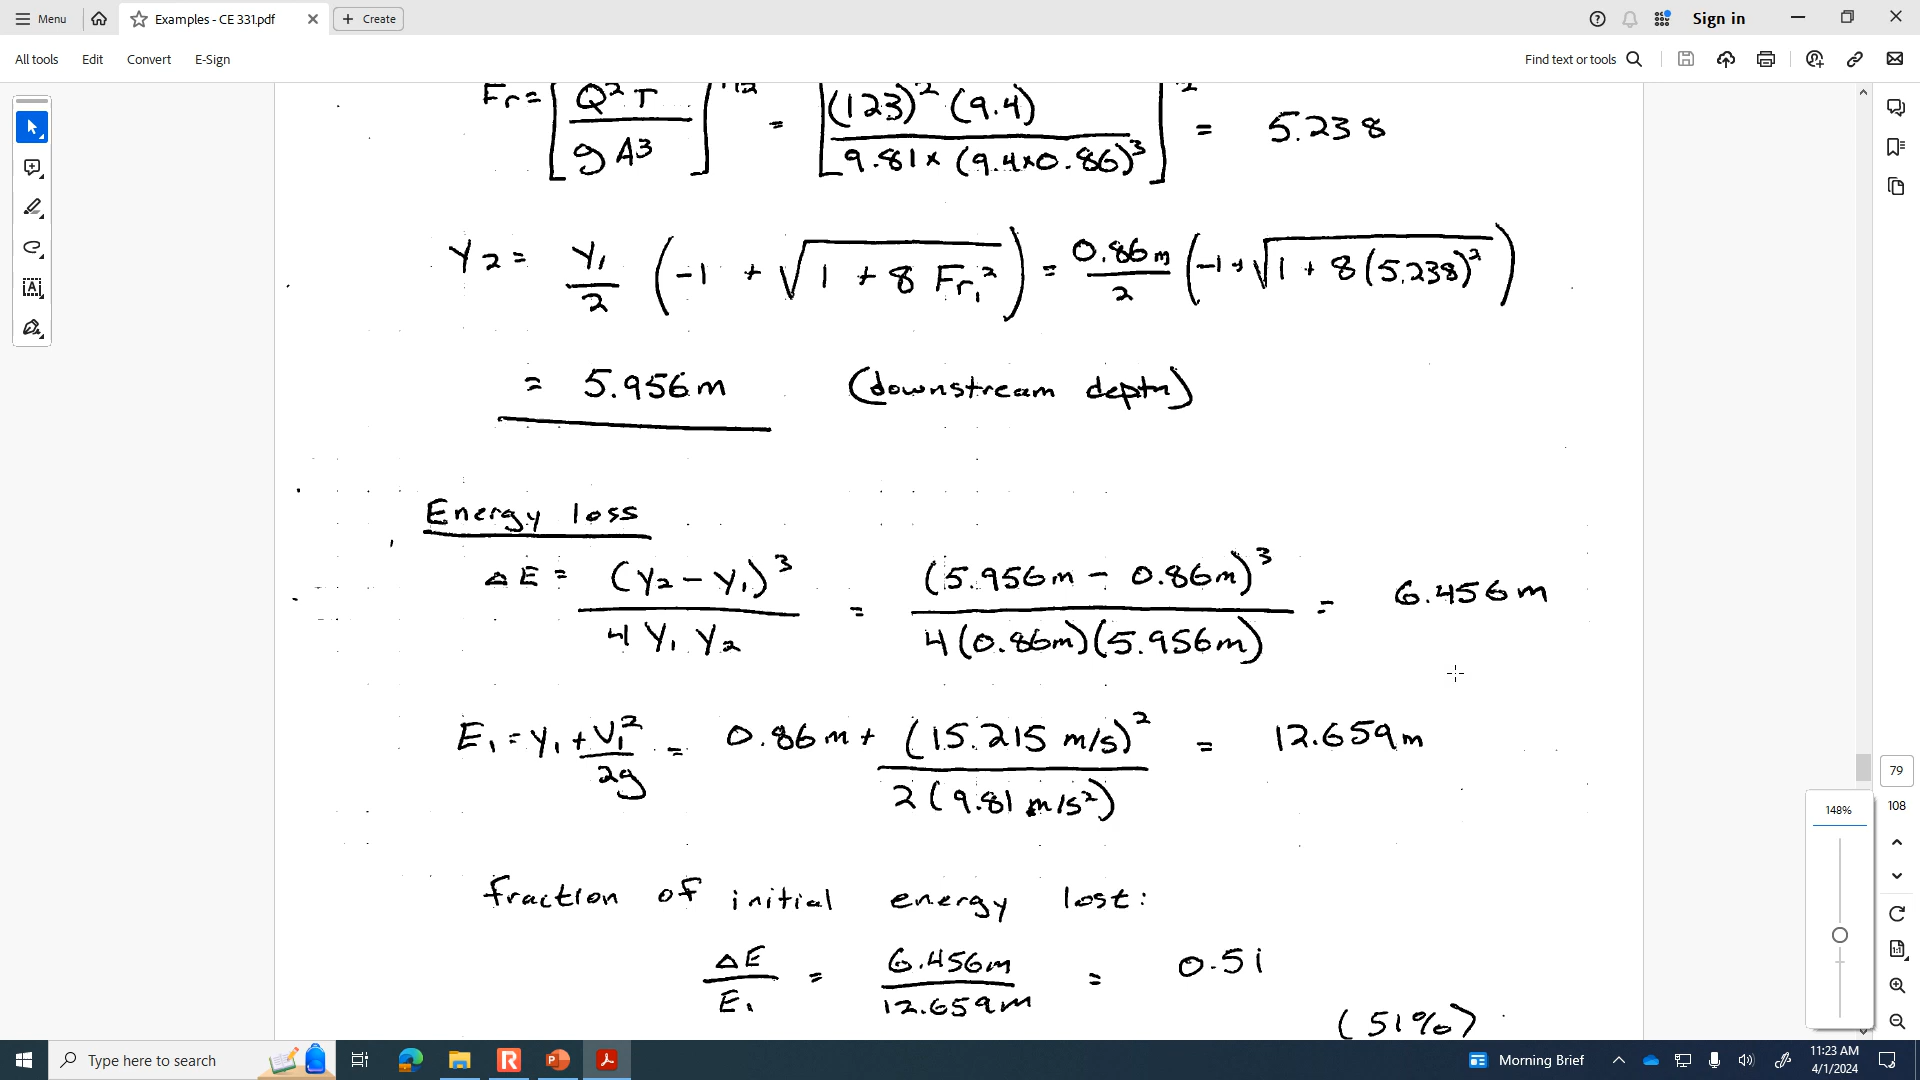 Menu Examples - CE 331.pdf Create Sign in
All tools Edit Convert E-Sign Find text or tools
Fr = [Q² T / g A³]^1/2 = [(123)² (9.4) / 9.81 × (9.4×0.86)³]^1/2 = 5.238
Y2 = Y1/2 (-1 + √(1 + 8 Fr1²)) = 0.86m/2 (-1 + √(1 + 8(5.238)²))
= 5.956 m (downstream depth)
Energy loss
ΔE = (Y2 - Y1)³ / 4 Y1 Y2 = (5.956m - 0.86m)³ / 4(0.86m)(5.956m) = 6.456 m
E1 = Y1 + V1²/2g = 0.86 m + (15.215 m/s)² / 2(9.81 m/s²) = 12.659 m
fraction of initial energy lost:
ΔE/E1 = 6.456m / 12.659m = 0.51
(51%)
79
108
148%
Type here to search
Morning Brief
11:23 AM
4/1/2024